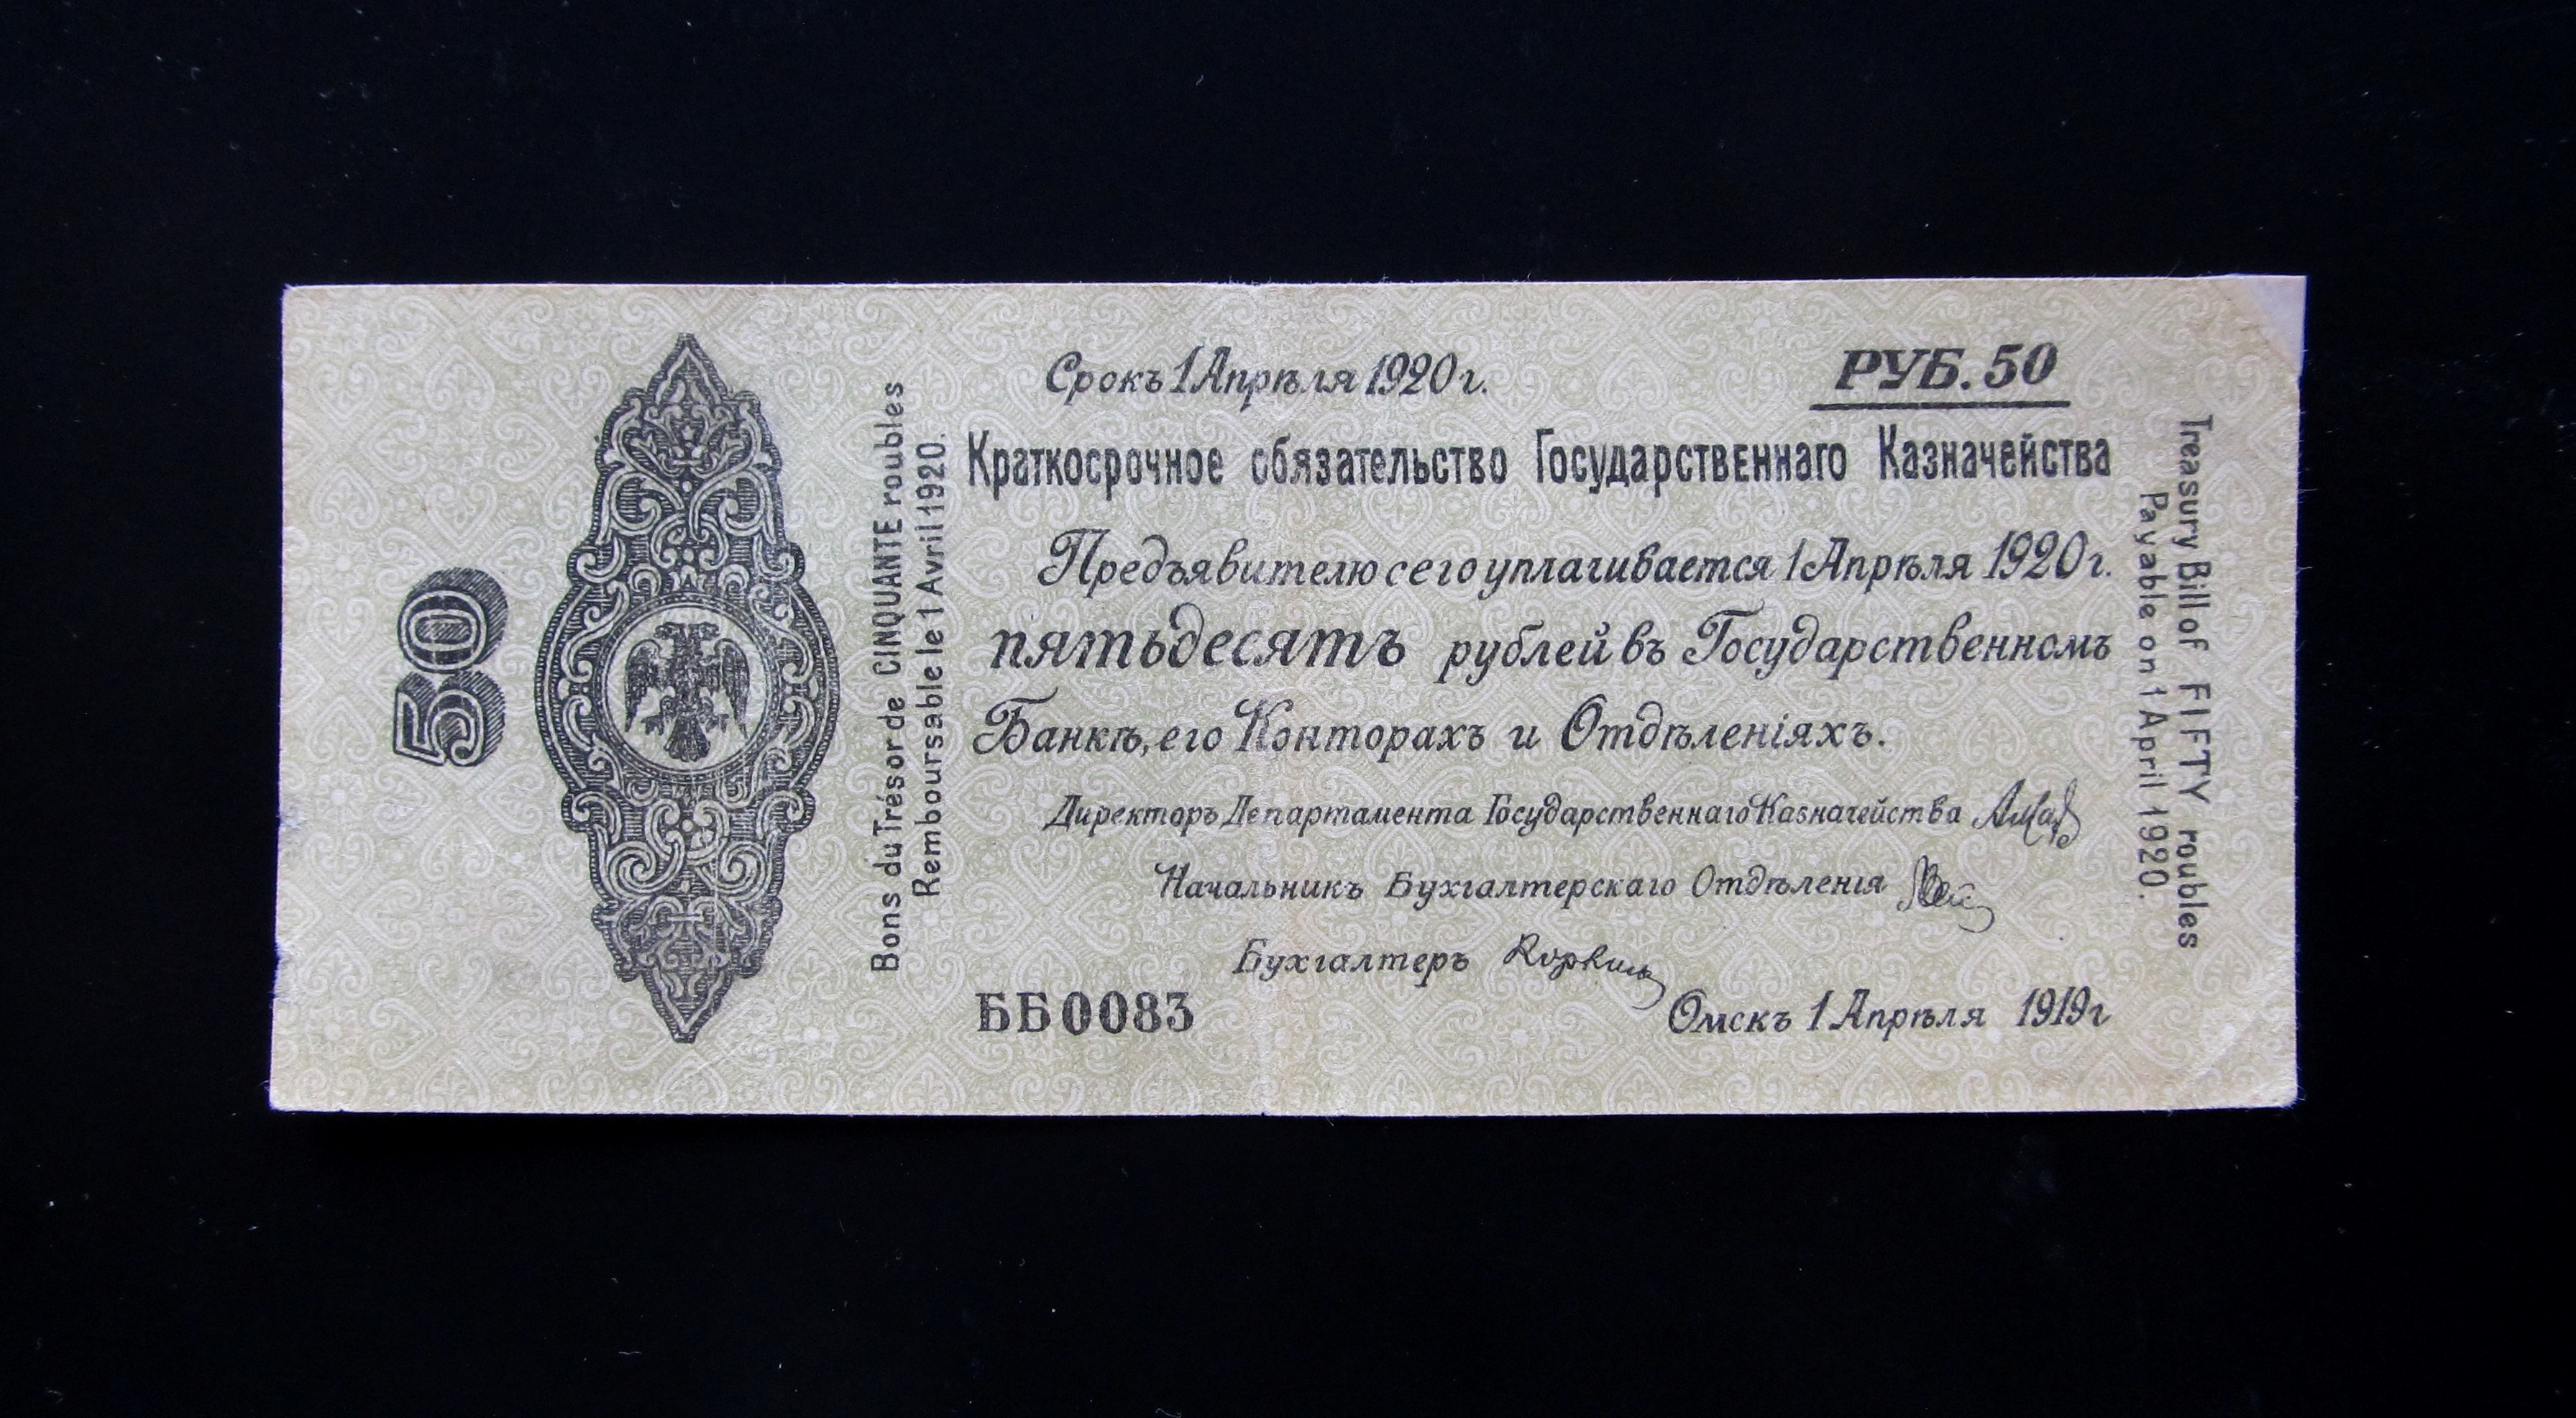 50
Bons du Trésor de CINQUANTE roubles
Remboursable le 1 Avril 1920.
Срокъ 1 Апрѣля 1920 г.
РУБ. 50
Краткосрочное обязательство Государственнаго Казначейства
Предъявителю сего уплачивается 1 Апрѣля 1920 г.
пятьдесятъ рублей въ Государственномъ
Банкѣ, его Конторахъ и Отдѣленіяхъ.
Директоръ Департамента Государственнаго Казначейства
Начальникъ Бухгалтерскаго Отдѣленія
Бухгалтеръ
ББ0083
Омскъ 1 Апрѣля 1919 г
Treasury Bill of FIFTY roubles
Payable on 1 April 1920.